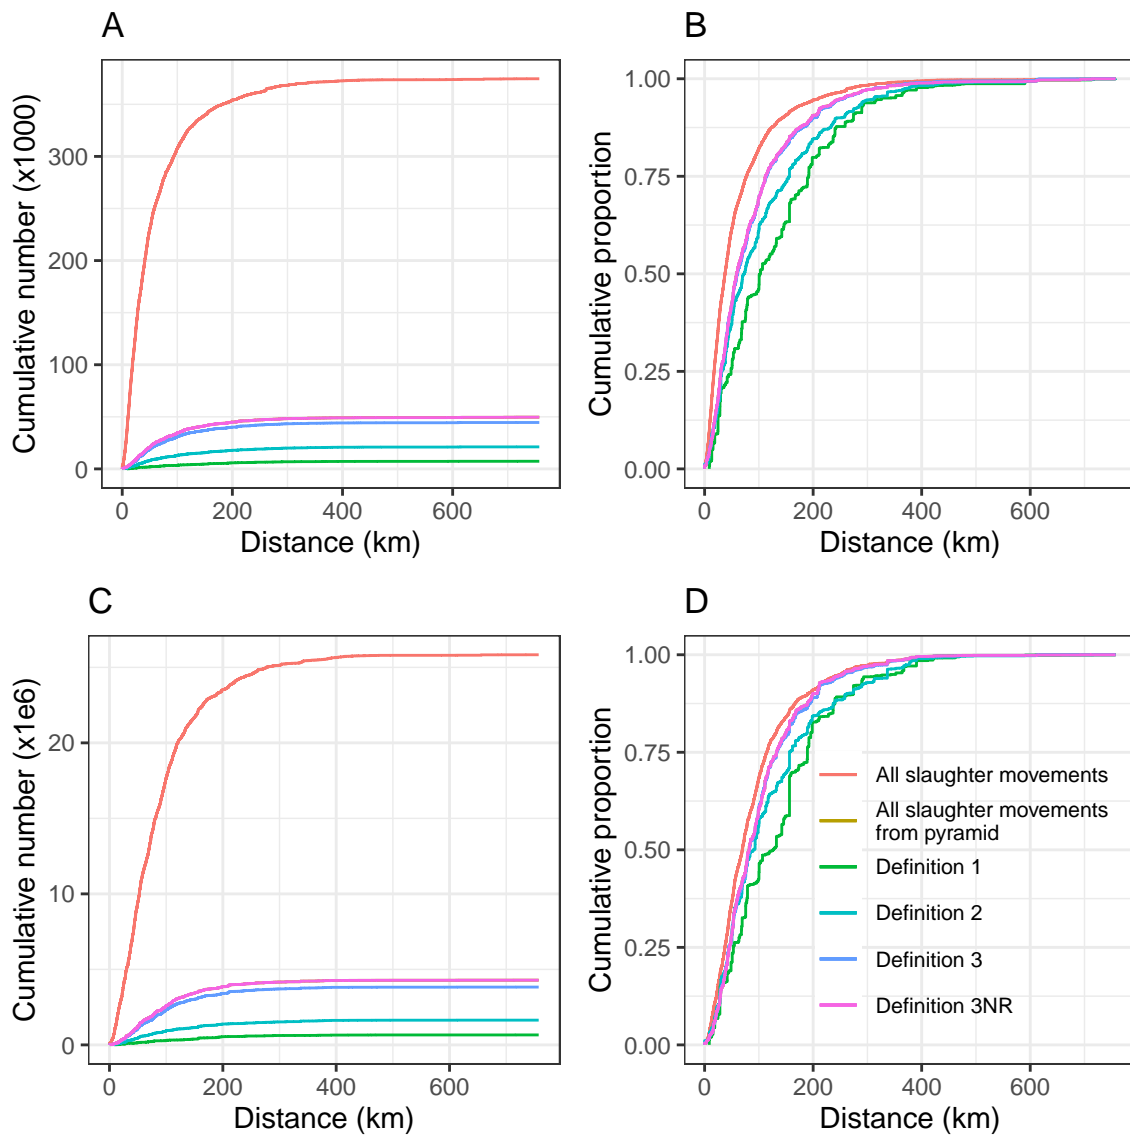 A
Cumulative number (x1000)
300
200
100
0
0 200 400 600
Distance (km)
B
Cumulative proportion
1.00
0.75
0.50
0.25
0.00
0 200 400 600
Distance (km)
C
Cumulative number (x1e6)
20
10
0
0 200 400 600
Distance (km)
D
Cumulative proportion
1.00
0.75
0.50
0.25
0.00
0 200 400 600
Distance (km)
All slaughter movements
All slaughter movements
from pyramid
Definition 1
Definition 2
Definition 3
Definition 3NR